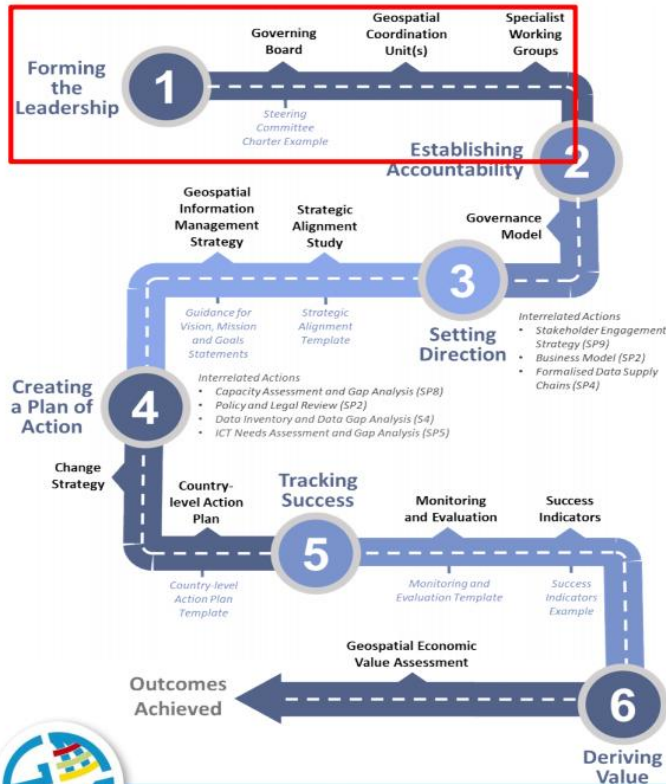 Forming
the
Leadership
1
Governing
Board
Geospatial
Coordination
Unit(s)
Specialist
Working
Groups
Steering
Committee
Charter Example
Establishing
Accountability
2
Governance
Model
Geospatial
Information
Management
Strategy
Strategic
Alignment
Study
3
Setting
Direction
Guidance for
Vision, Mission
and Goals
Statements
Strategic
Alignment
Template
Interrelated Actions
• Stakeholder Engagement
Strategy (SP9)
• Business Model (SP2)
• Formalised Data Supply
Chains (SP4)
Creating
a Plan of
Action
4
Interrelated Actions
• Capacity Assessment and Gap Analysis (SP8)
• Policy and Legal Review (SP2)
• Data Inventory and Data Gap Analysis (S4)
• ICT Needs Assessment and Gap Analysis (SP5)
Change
Strategy
Country-
level Action
Plan
Country-level
Action Plan
Template
Tracking
Success
5
Monitoring
and Evaluation
Success
Indicators
Monitoring and
Evaluation Template
Success
Indicators
Example
Geospatial Economic
Value Assessment
Outcomes
Achieved
6
Deriving
Value